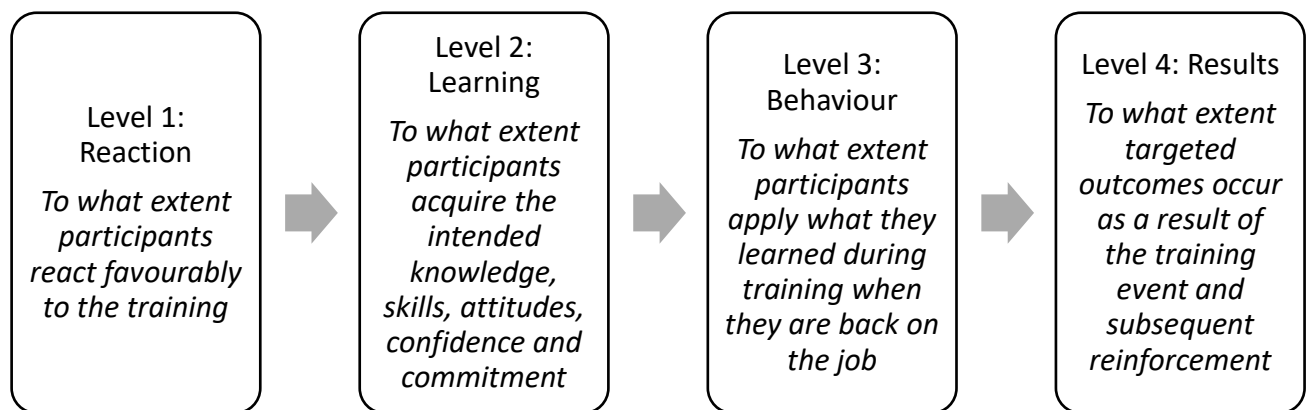 Level 1:
Reaction
To what extent
participants
react favourably
to the training
Level 2:
Learning
To what extent
participants
acquire the
intended
knowledge,
skills, attitudes,
confidence and
commitment
Level 3:
Behaviour
To what extent
participants
apply what they
learned during
training when
they are back on
the job
Level 4: Results
To what extent
targeted
outcomes occur
as a result of
the training
event and
subsequent
reinforcement